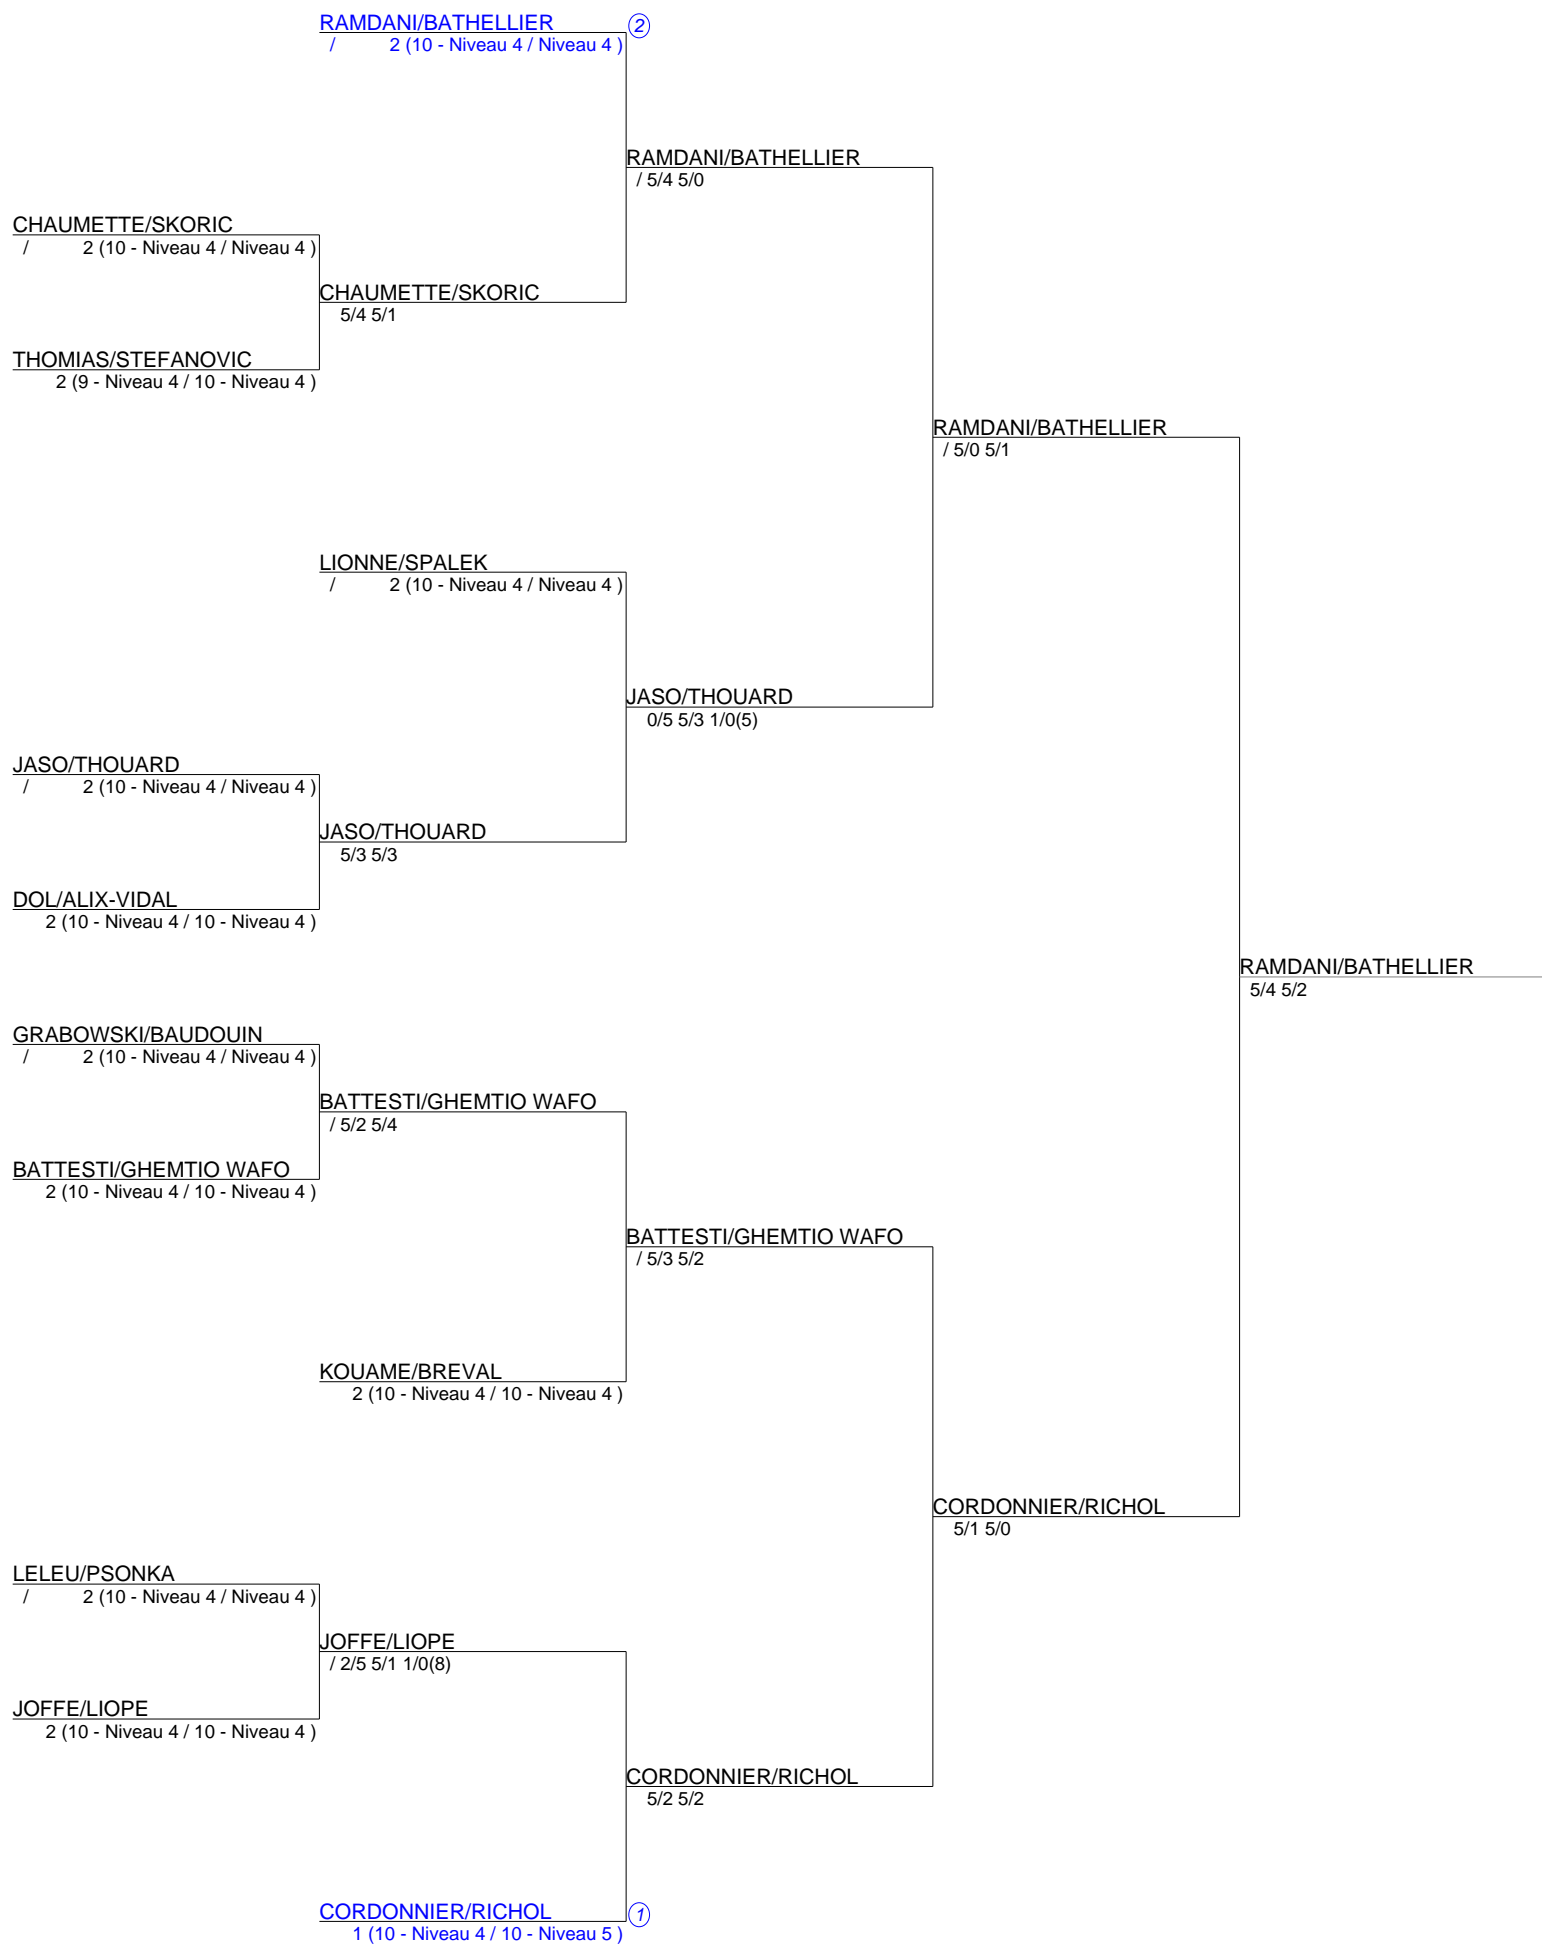 RAMDANI/BATHELLIER 2
/ 2 (10 - Niveau 4 / Niveau 4 )
RAMDANI/BATHELLIER
/ 5/4 5/0
CHAUMETTE/SKORIC
/ 2 (10 - Niveau 4 / Niveau 4 )
CHAUMETTE/SKORIC
5/4 5/1
THOMIAS/STEFANOVIC
2 (9 - Niveau 4 / 10 - Niveau 4 )
RAMDANI/BATHELLIER
/ 5/0 5/1
LIONNE/SPALEK
/ 2 (10 - Niveau 4 / Niveau 4 )
JASO/THOUARD
0/5 5/3 1/0(5)
JASO/THOUARD
/ 2 (10 - Niveau 4 / Niveau 4 )
JASO/THOUARD
5/3 5/3
DOL/ALIX-VIDAL
2 (10 - Niveau 4 / 10 - Niveau 4 )
RAMDANI/BATHELLIER
5/4 5/2
GRABOWSKI/BAUDOUIN
/ 2 (10 - Niveau 4 / Niveau 4 )
BATTESTI/GHEMTIO WAFO
/ 5/2 5/4
BATTESTI/GHEMTIO WAFO
2 (10 - Niveau 4 / 10 - Niveau 4 )
BATTESTI/GHEMTIO WAFO
/ 5/3 5/2
KOUAME/BREVAL
2 (10 - Niveau 4 / 10 - Niveau 4 )
CORDONNIER/RICHOL
5/1 5/0
LELEU/PSONKA
/ 2 (10 - Niveau 4 / Niveau 4 )
JOFFE/LIOPE
/ 2/5 5/1 1/0(8)
JOFFE/LIOPE
2 (10 - Niveau 4 / 10 - Niveau 4 )
CORDONNIER/RICHOL
5/2 5/2
CORDONNIER/RICHOL 1
1 (10 - Niveau 4 / 10 - Niveau 5 )